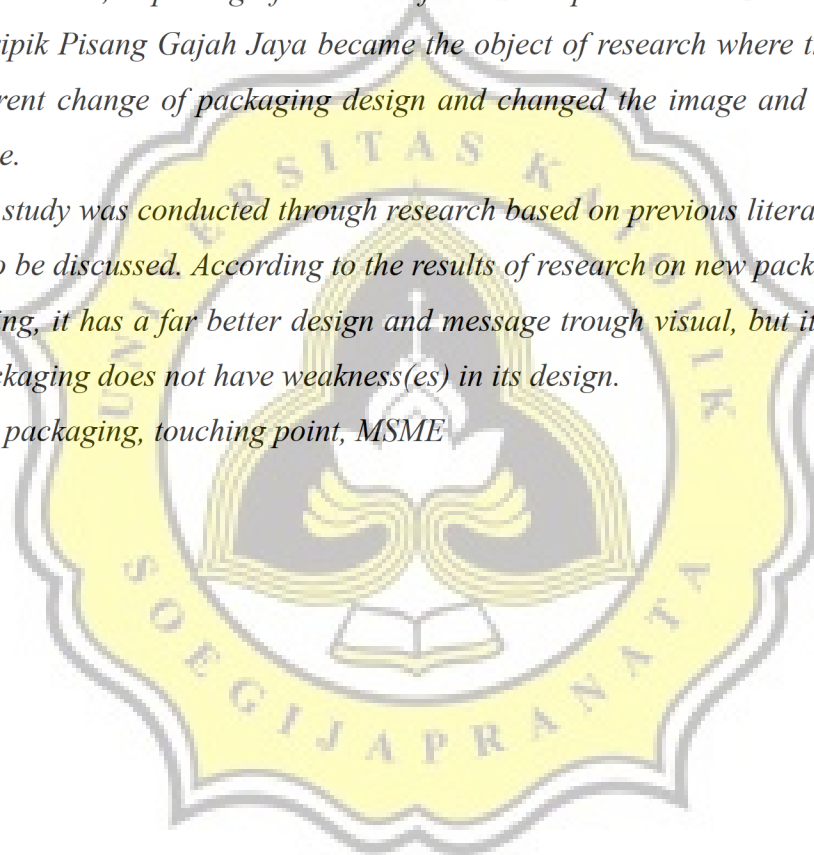 ipik Pisang Gajah Jaya became the object of research where
rent change of packaging design and changed the image and
e.
study was conducted through research based on previous litera
o be discussed. According to the results of research on new pack
ing, it has a far better design and message trough visual, but it
ckaging does not have weakness(es) in its design.
packaging, touching point, MSME
UNIVERSITAS KATOLIK
SOEGIJAPRANATA